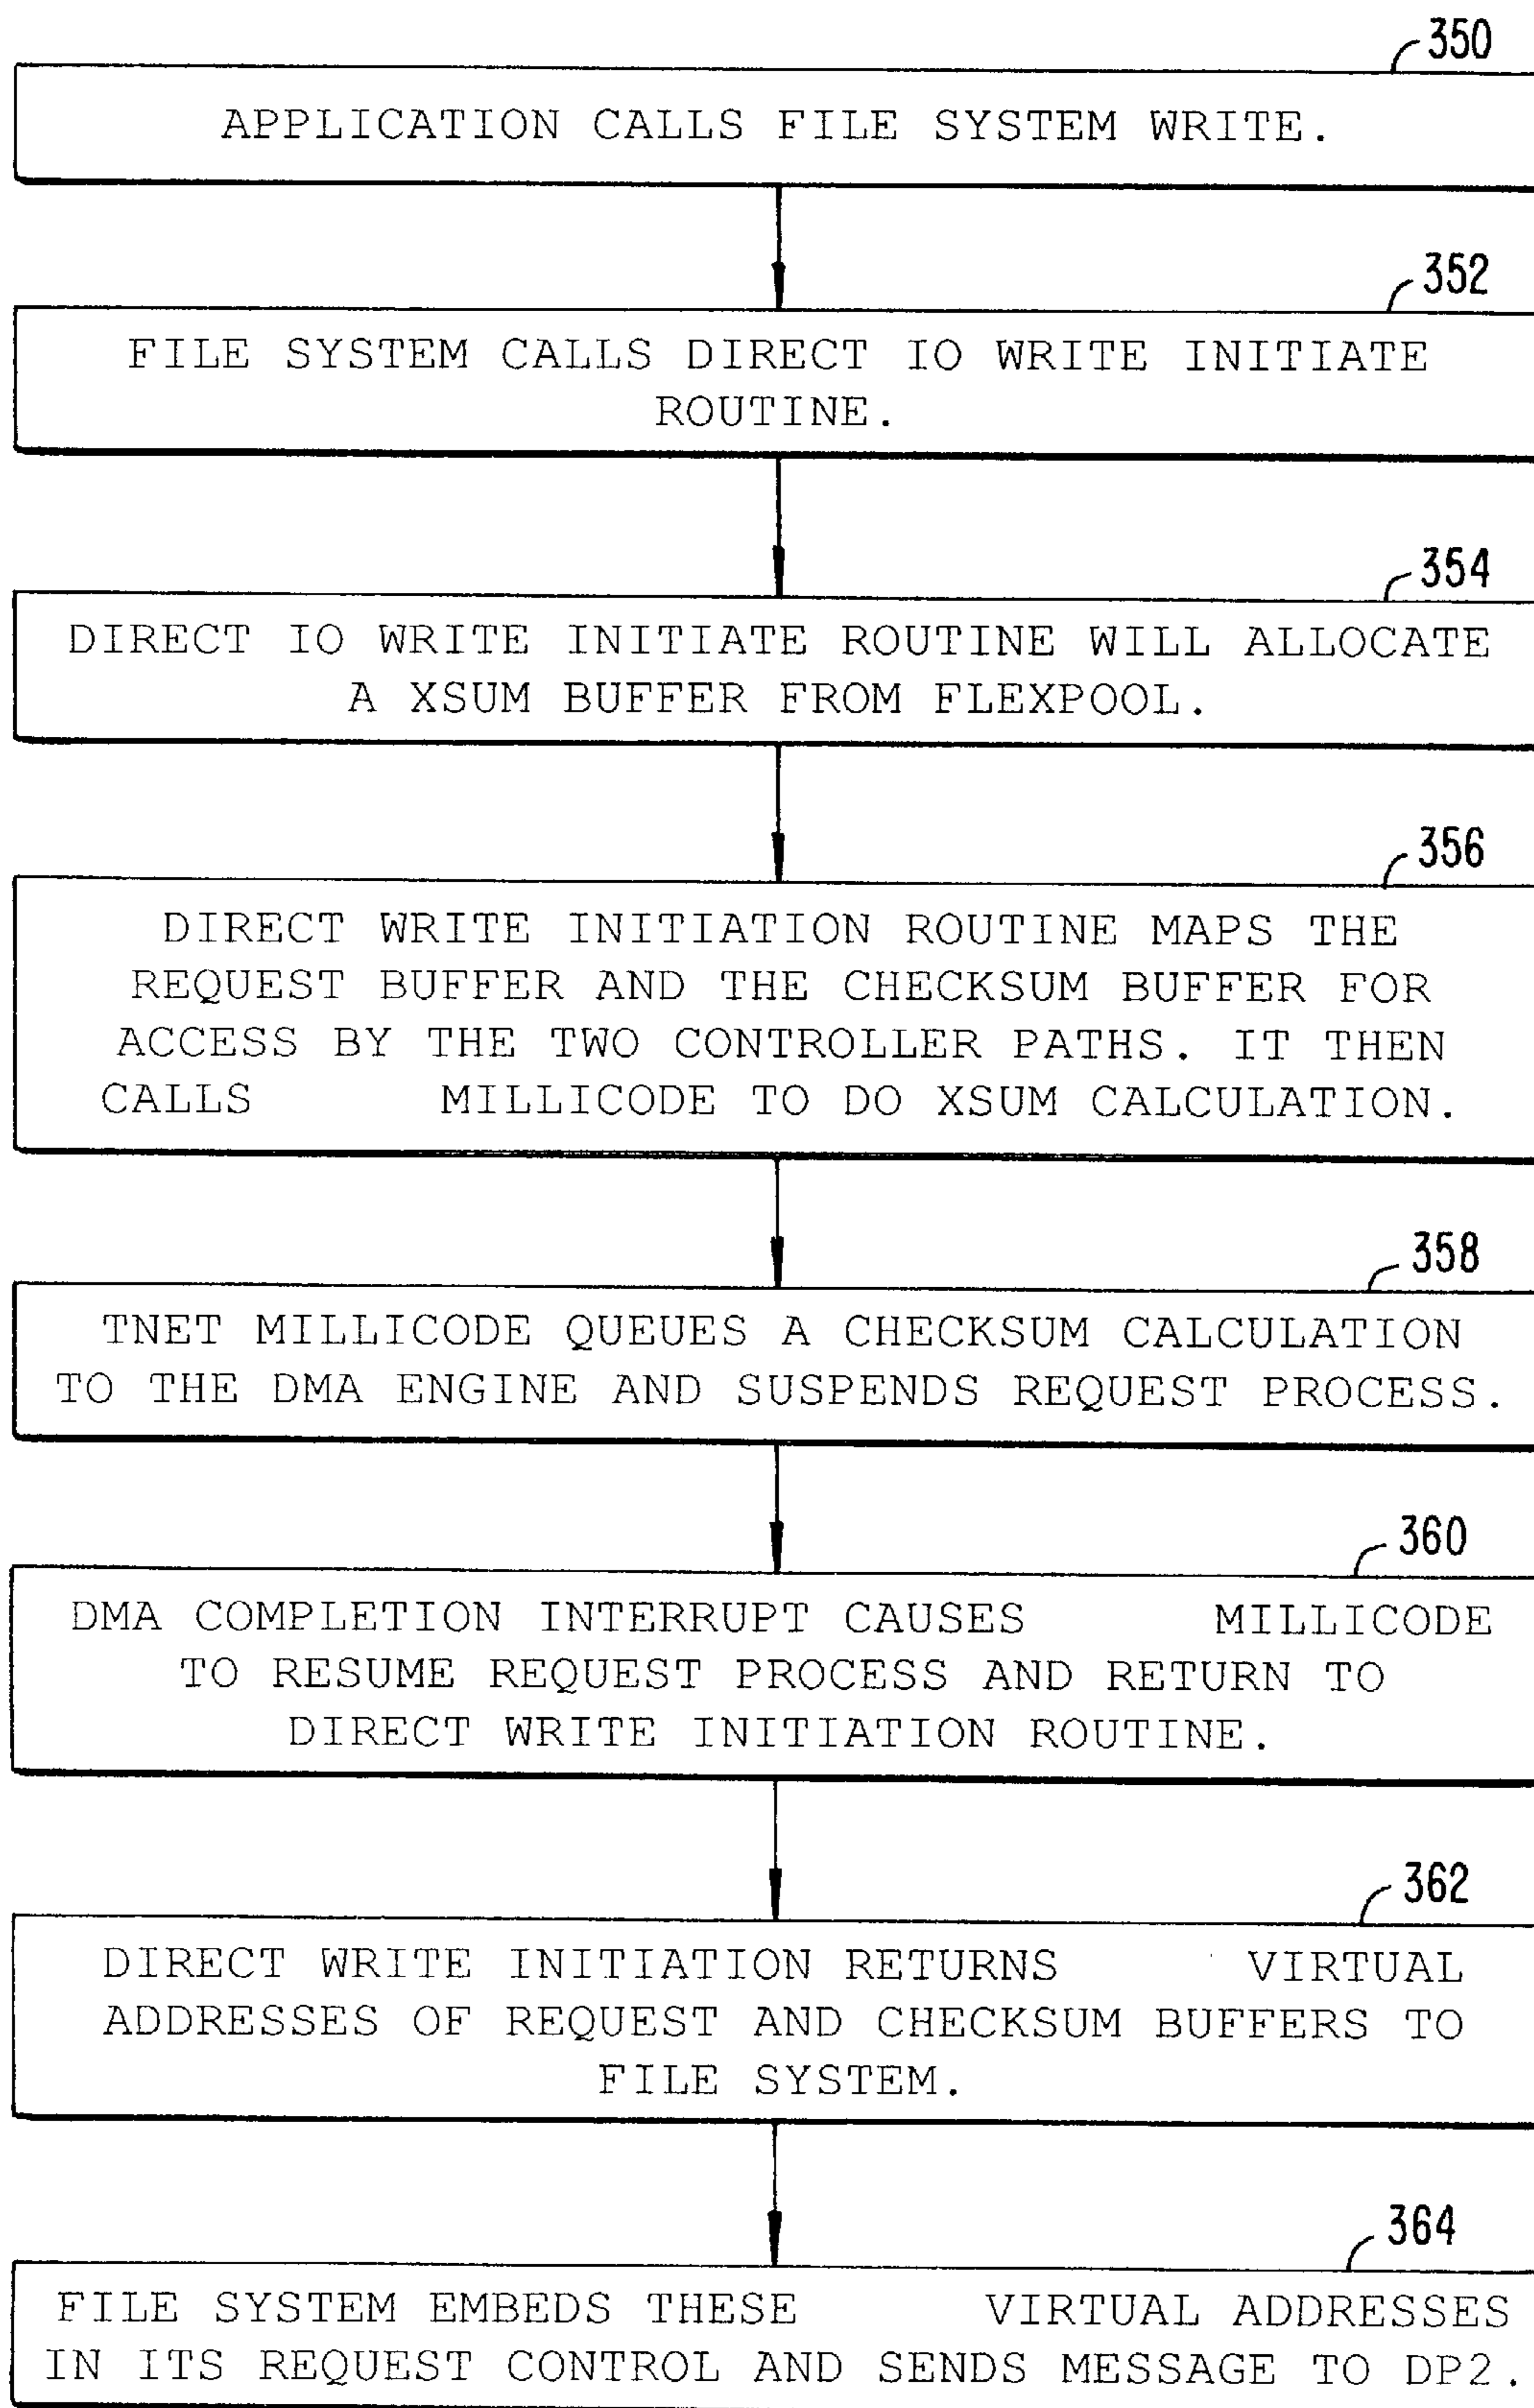 350
APPLICATION CALLS FILE SYSTEM WRITE.
352
FILE SYSTEM CALLS DIRECT IO WRITE INITIATE
ROUTINE.
354
DIRECT IO WRITE INITIATE ROUTINE WILL ALLOCATE
A XSUM BUFFER FROM FLEXPOOL.
356
DIRECT WRITE INITIATION ROUTINE MAPS THE
REQUEST BUFFER AND THE CHECKSUM BUFFER FOR
ACCESS BY THE TWO CONTROLLER PATHS. IT THEN
CALLS MILLICODE TO DO XSUM CALCULATION.
358
TNET MILLICODE QUEUES A CHECKSUM CALCULATION
TO THE DMA ENGINE AND SUSPENDS REQUEST PROCESS.
360
DMA COMPLETION INTERRUPT CAUSES MILLICODE
TO RESUME REQUEST PROCESS AND RETURN TO
DIRECT WRITE INITIATION ROUTINE.
362
DIRECT WRITE INITIATION RETURNS VIRTUAL
ADDRESSES OF REQUEST AND CHECKSUM BUFFERS TO
FILE SYSTEM.
364
FILE SYSTEM EMBEDS THESE VIRTUAL ADDRESSES
IN ITS REQUEST CONTROL AND SENDS MESSAGE TO DP2.